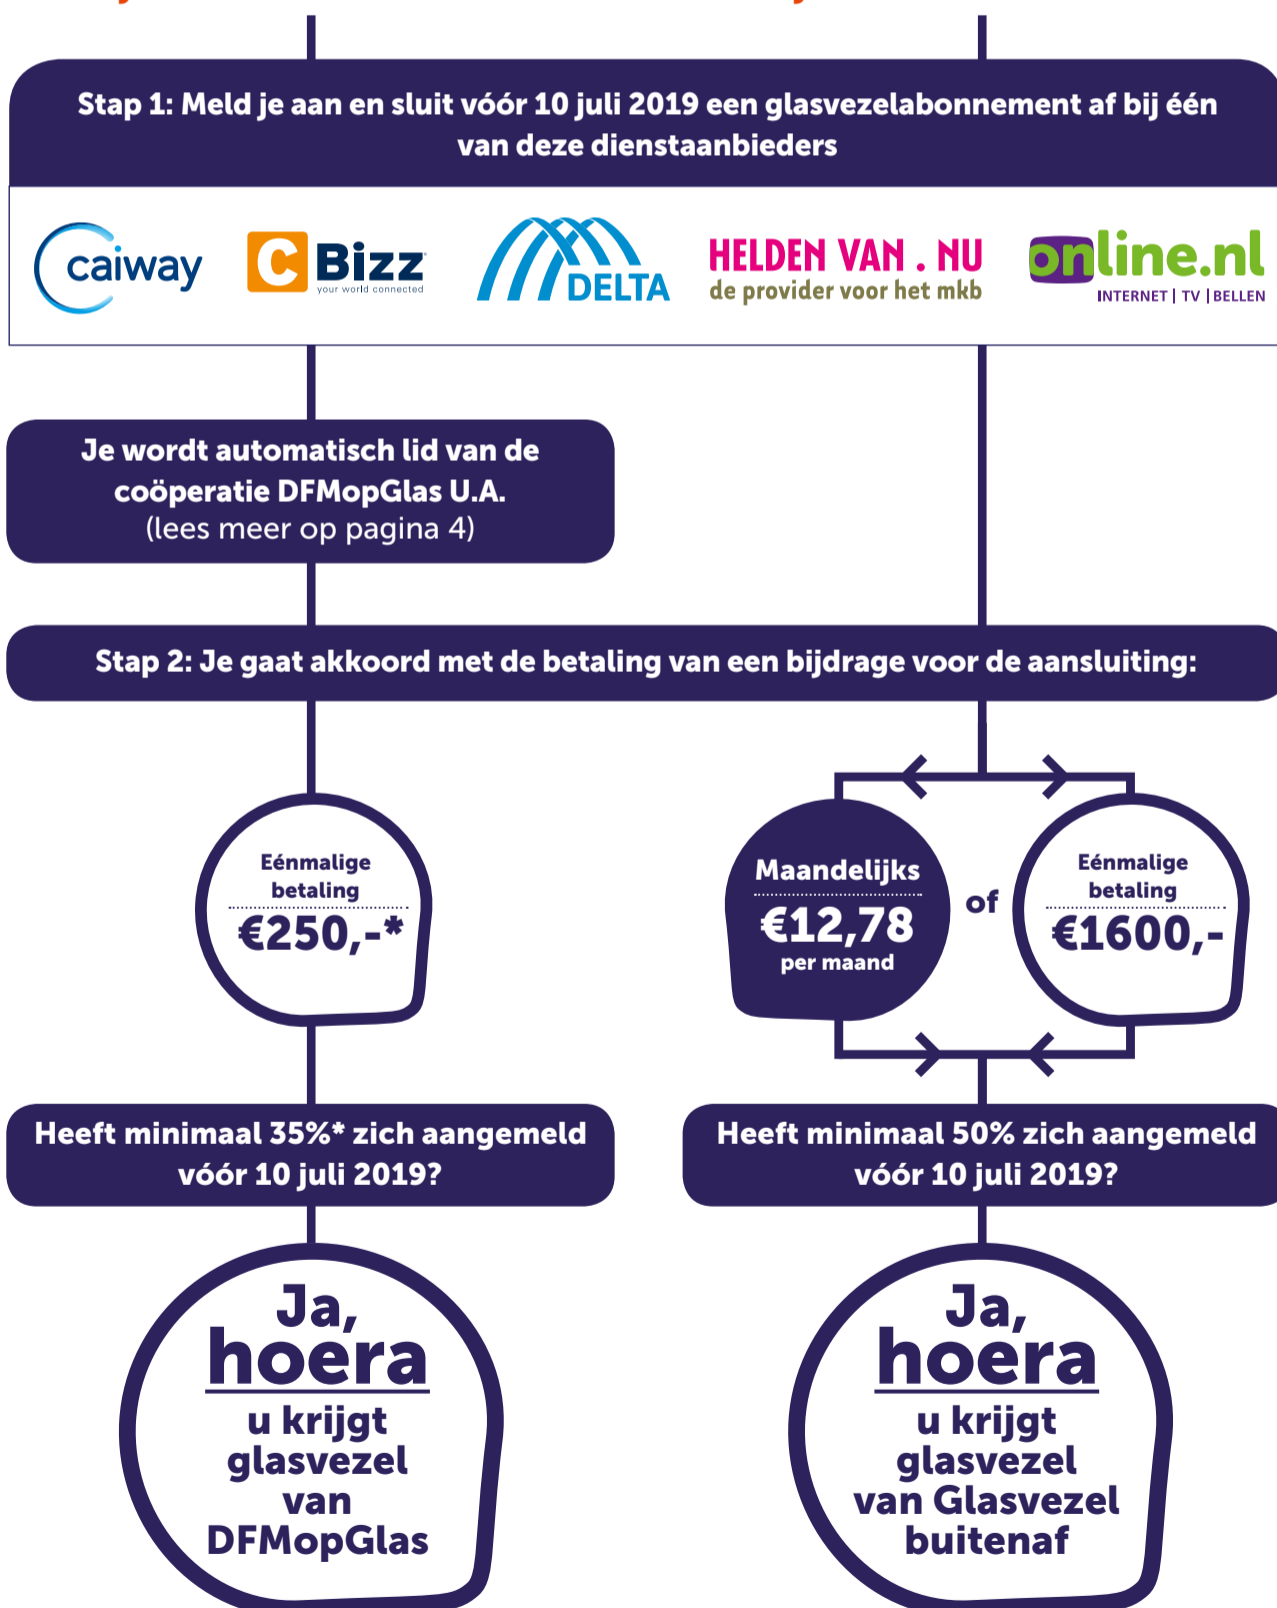 Stap 1: Meld je aan en sluit vóór 10 juli 2019 een glasvezelabonnement af bij één
van deze dienstaanbieders
caiway
C Bizz
your world connected
DELTA
HELDEN VAN . NU
de provider voor het mkb
online.nl
INTERNET | TV | BELLEN
Je wordt automatisch lid van de
coöperatie DFMopGlas U.A.
(lees meer op pagina 4)
Stap 2: Je gaat akkoord met de betaling van een bijdrage voor de aansluiting:
Eénmalige
betaling
€250,-*
Maandelijks
€12,78
per maand
of
Eénmalige
betaling
€1600,-
Heeft minimaal 35%* zich aangemeld
vóór 10 juli 2019?
Heeft minimaal 50% zich aangemeld
vóór 10 juli 2019?
Ja,
hoera
u krijgt
glasvezel
van
DFMopGlas
Ja,
hoera
u krijgt
glasvezel
van Glasvezel
buitenaf